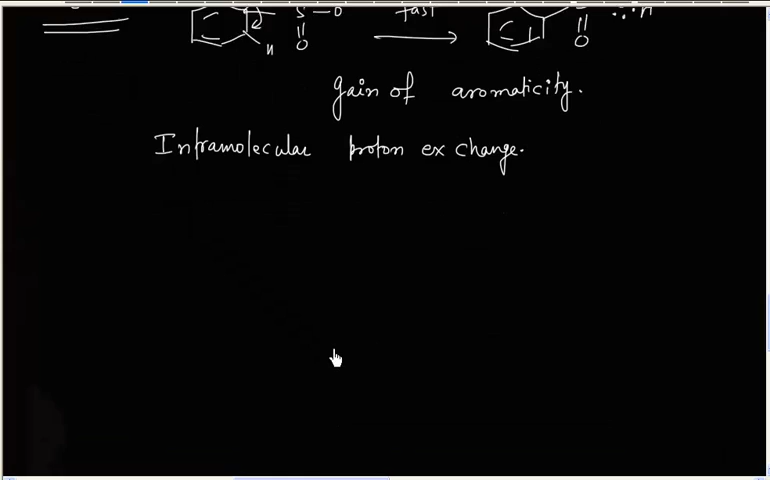 S - O fast
H O O H
gain of aromaticity.
Intramolecular proton exchange.